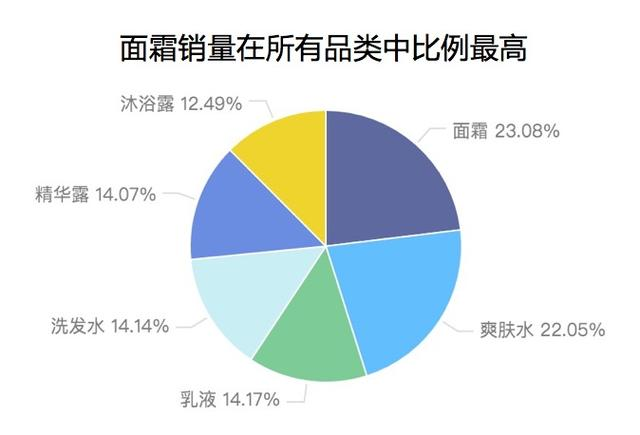 面霜销量在所有品类中比例最高
沐浴露 12.49%
面霜 23.08%
精华露 14.07%
洗发水 14.14%
爽肤水 22.05%
乳液 14.17%